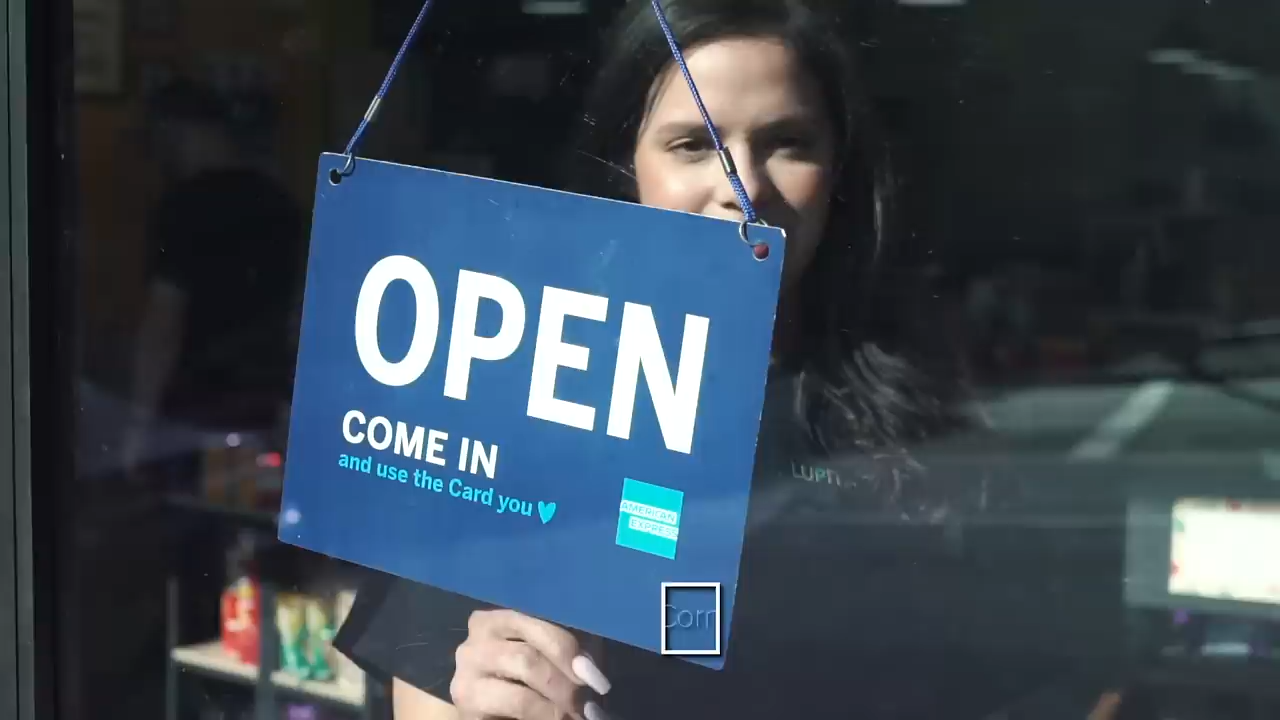 OPEN
COME IN
and use the Card you
AMERICAN
EXPRESS